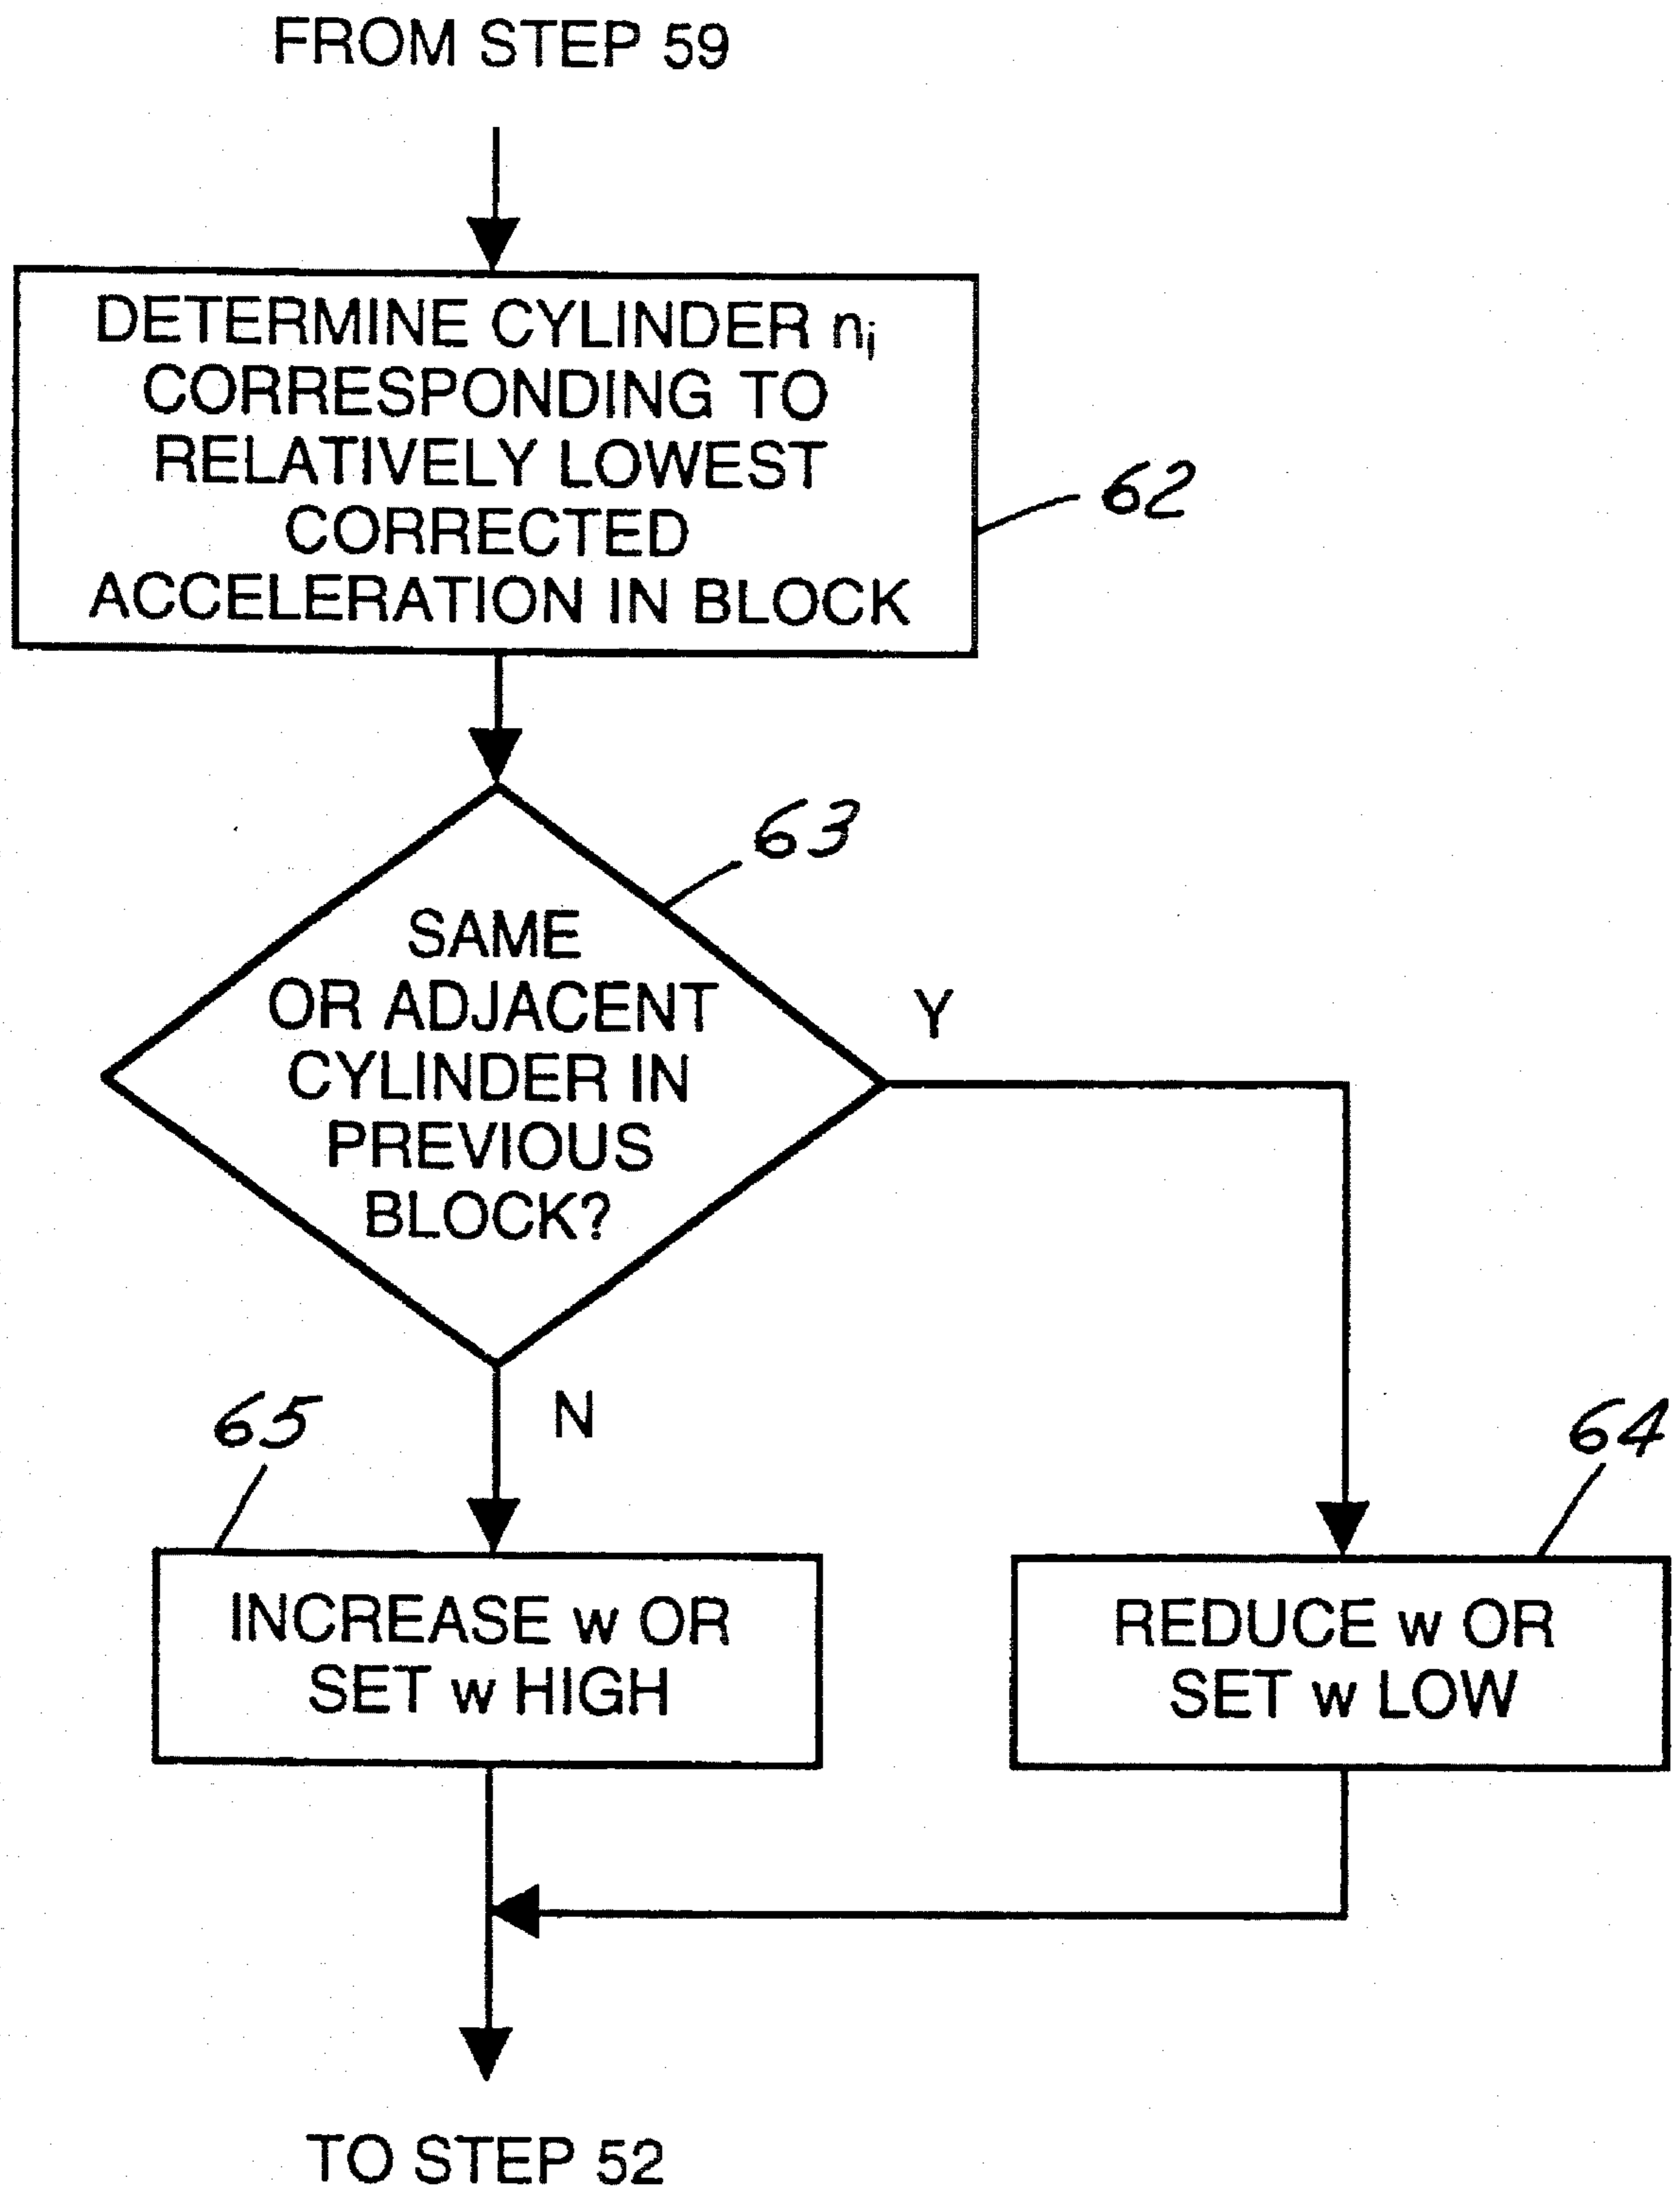 FROM STEP 59
DETERMINE CYLINDER ni
CORRESPONDING TO
RELATIVELY LOWEST
CORRECTED
ACCELERATION IN BLOCK
62
63
SAME
OR ADJACENT
CYLINDER IN
PREVIOUS
BLOCK?
Y
N
65
64
INCREASE w OR
SET w HIGH
REDUCE w OR
SET w LOW
TO STEP 52